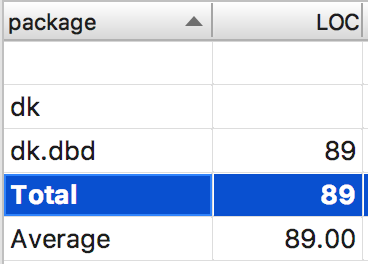 package LOC
dk
dk.dbd 89
Total 89
Average 89.00